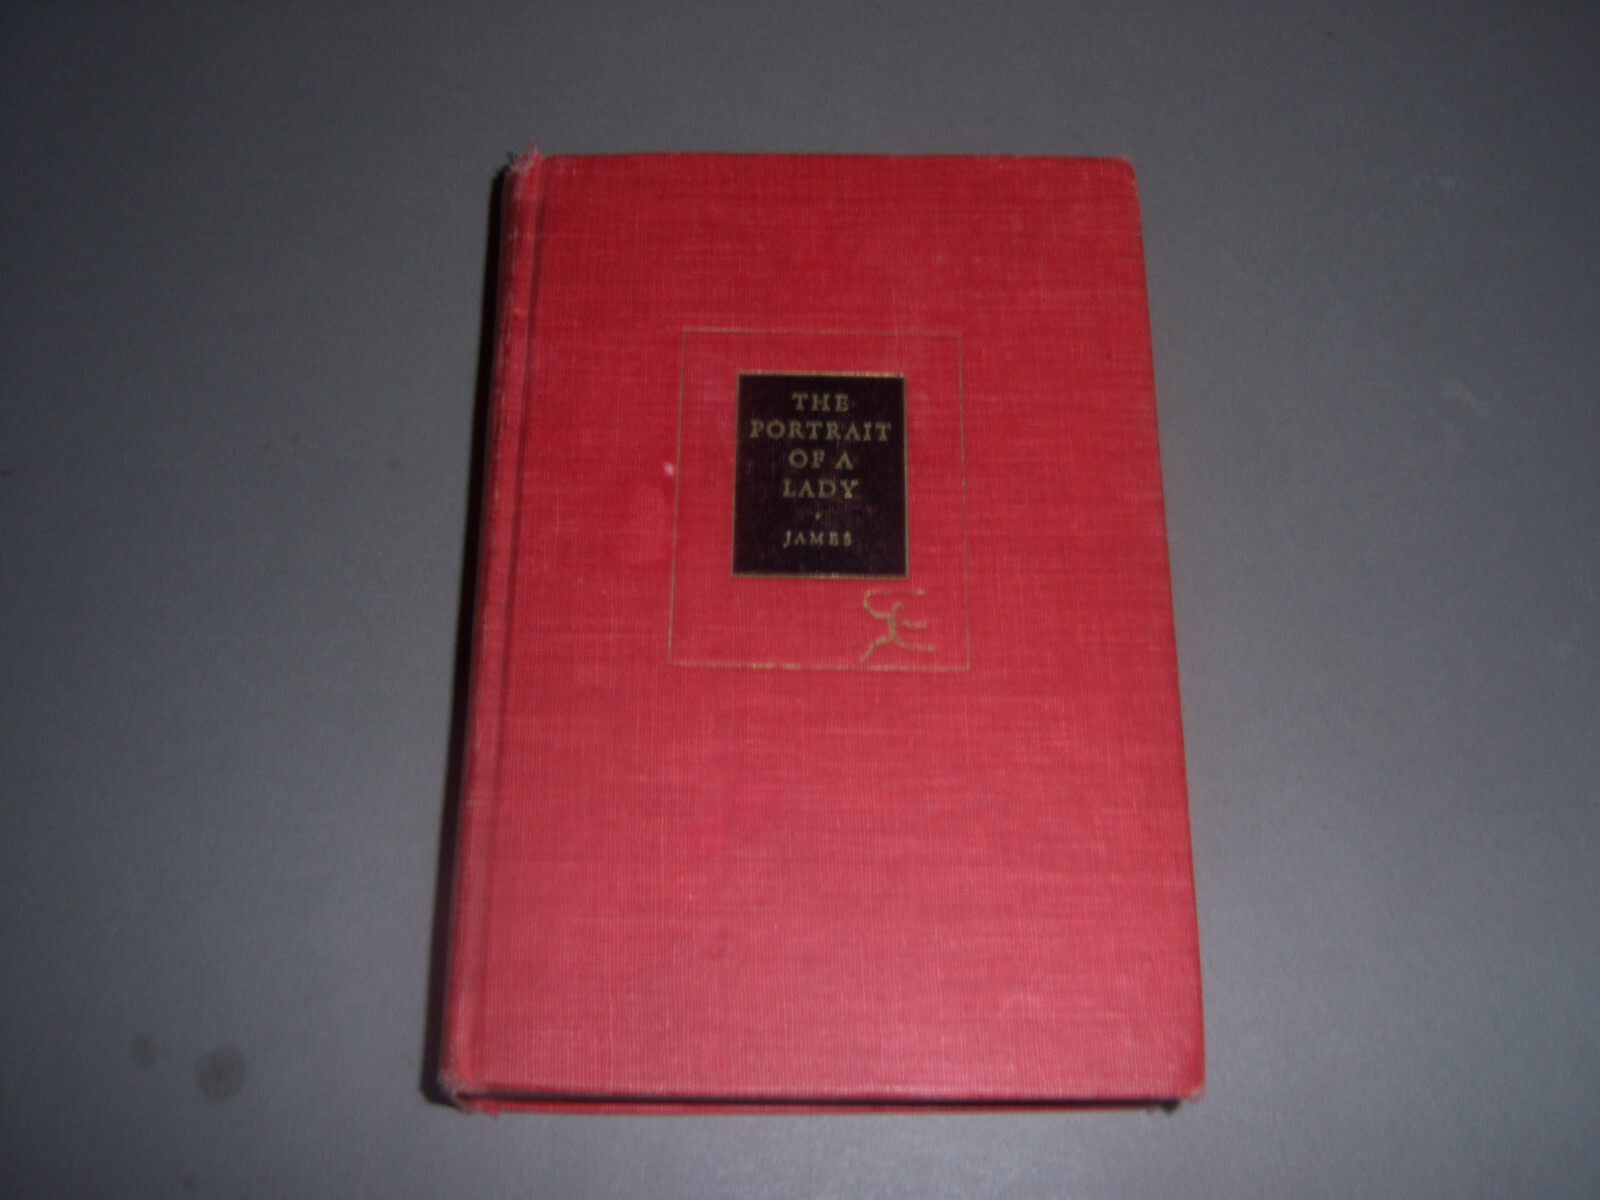 THE
PORTRAIT
OF A
LADY
JAMES